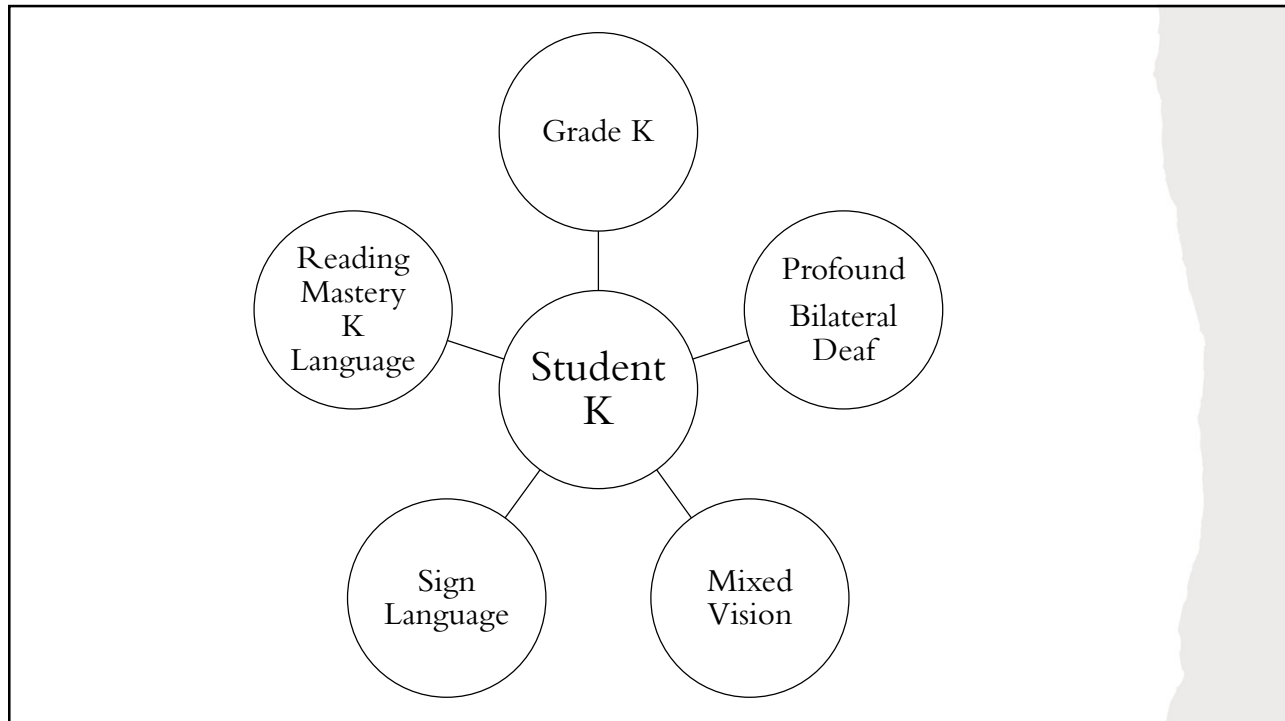 Grade K
Profound
Bilateral
Deaf
Mixed
Vision
Sign
Language
Reading
Mastery
K
Language
Student
K